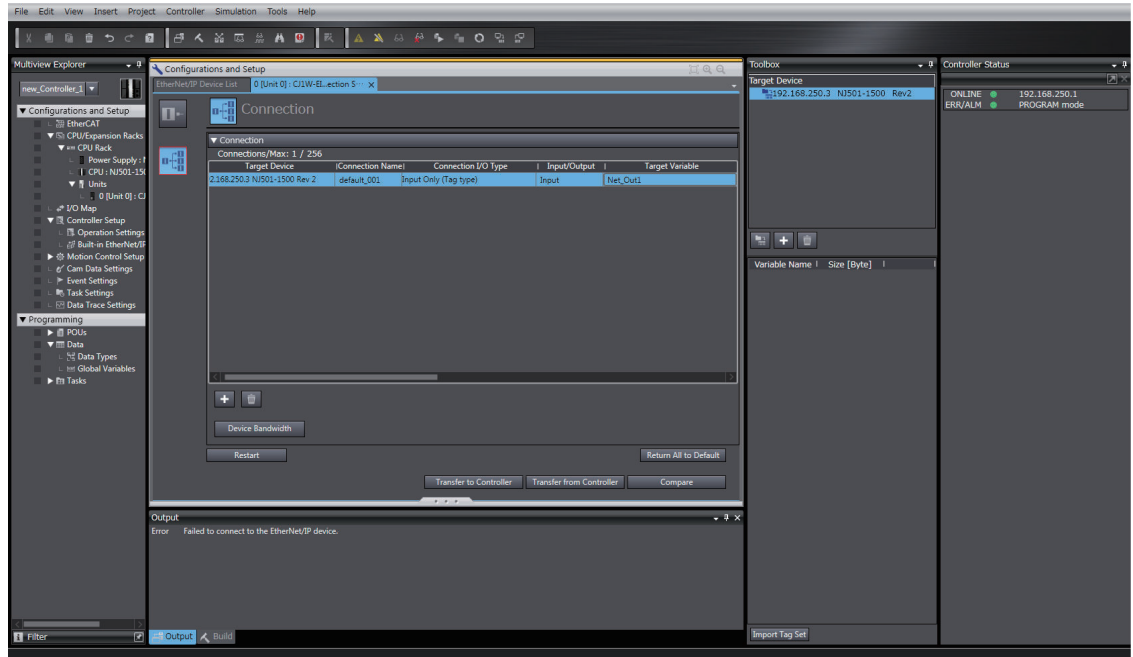 File Edit View Insert Project Controller Simulation Tools Help
Multiview Explorer
new_Controller_1
Configurations and Setup
EtherCAT
CPU/Expansion Racks
CPU Rack
Power Supply : N
CPU : NJ501-150
Units
0 [Unit 0] : CJ
I/O Map
Controller Setup
Operation Settings
Built-in EtherNet/IP
Motion Control Setup
Cam Data Settings
Event Settings
Task Settings
Data Trace Settings
Programming
POUs
Data
Data Types
Global Variables
Tasks
Filter
Configurations and Setup
EtherNet/IP Device List 0 [Unit 0] : CJ1W-EI...ection S···
Connection
Connection
Connections/Max: 1 / 256
Target Device Connection Name Connection I/O Type Input/Output Target Variable
2.168.250.3 NJ501-1500 Rev 2 default_001 Input Only (Tag type) Input Net_Out1
Device Bandwidth
Restart Return All to Default
Transfer to Controller Transfer from Controller Compare
Output
Error Failed to connect to the EtherNet/IP device.
Output Build
Toolbox
Target Device
192.168.250.3 NJ501-1500 Rev2
Variable Name Size [Byte]
Import Tag Set
Controller Status
ONLINE 192.168.250.1
ERR/ALM PROGRAM mode